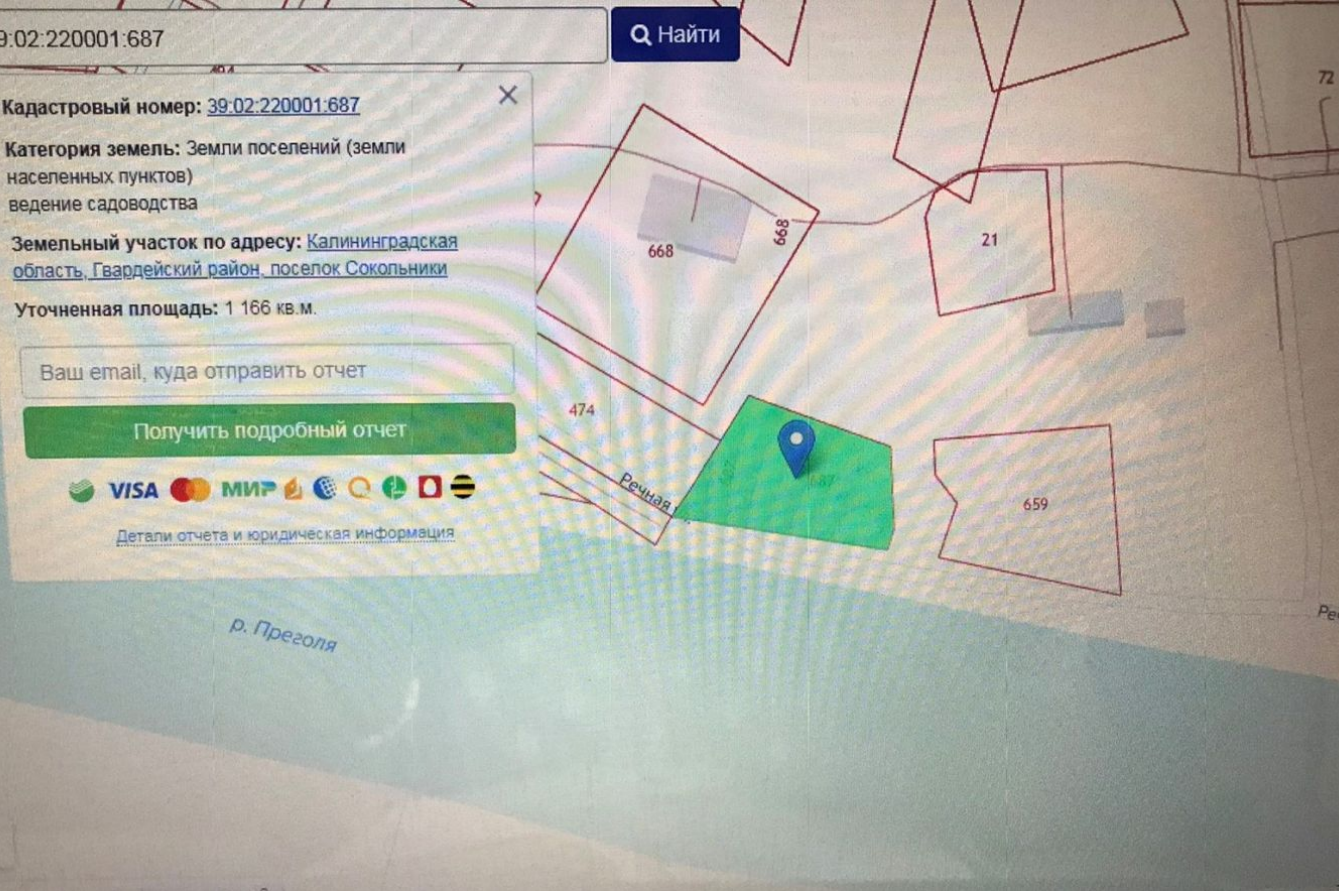 9:02:220001:687
Найти
Кадастровый номер: 39:02:220001:687
Категория земель: Земли поселений (земли
населенных пунктов)
ведение садоводства
Земельный участок по адресу: Калининградская
область, Гвардейский район, поселок Сокольники
Уточненная площадь: 1 166 кв.м.
Ваш email, куда отправить отчет
Получить подробный отчет
VISA
МИР
Детали отчета и юридическая информация
72
668
668
21
474
Речная
659
р. Преголя